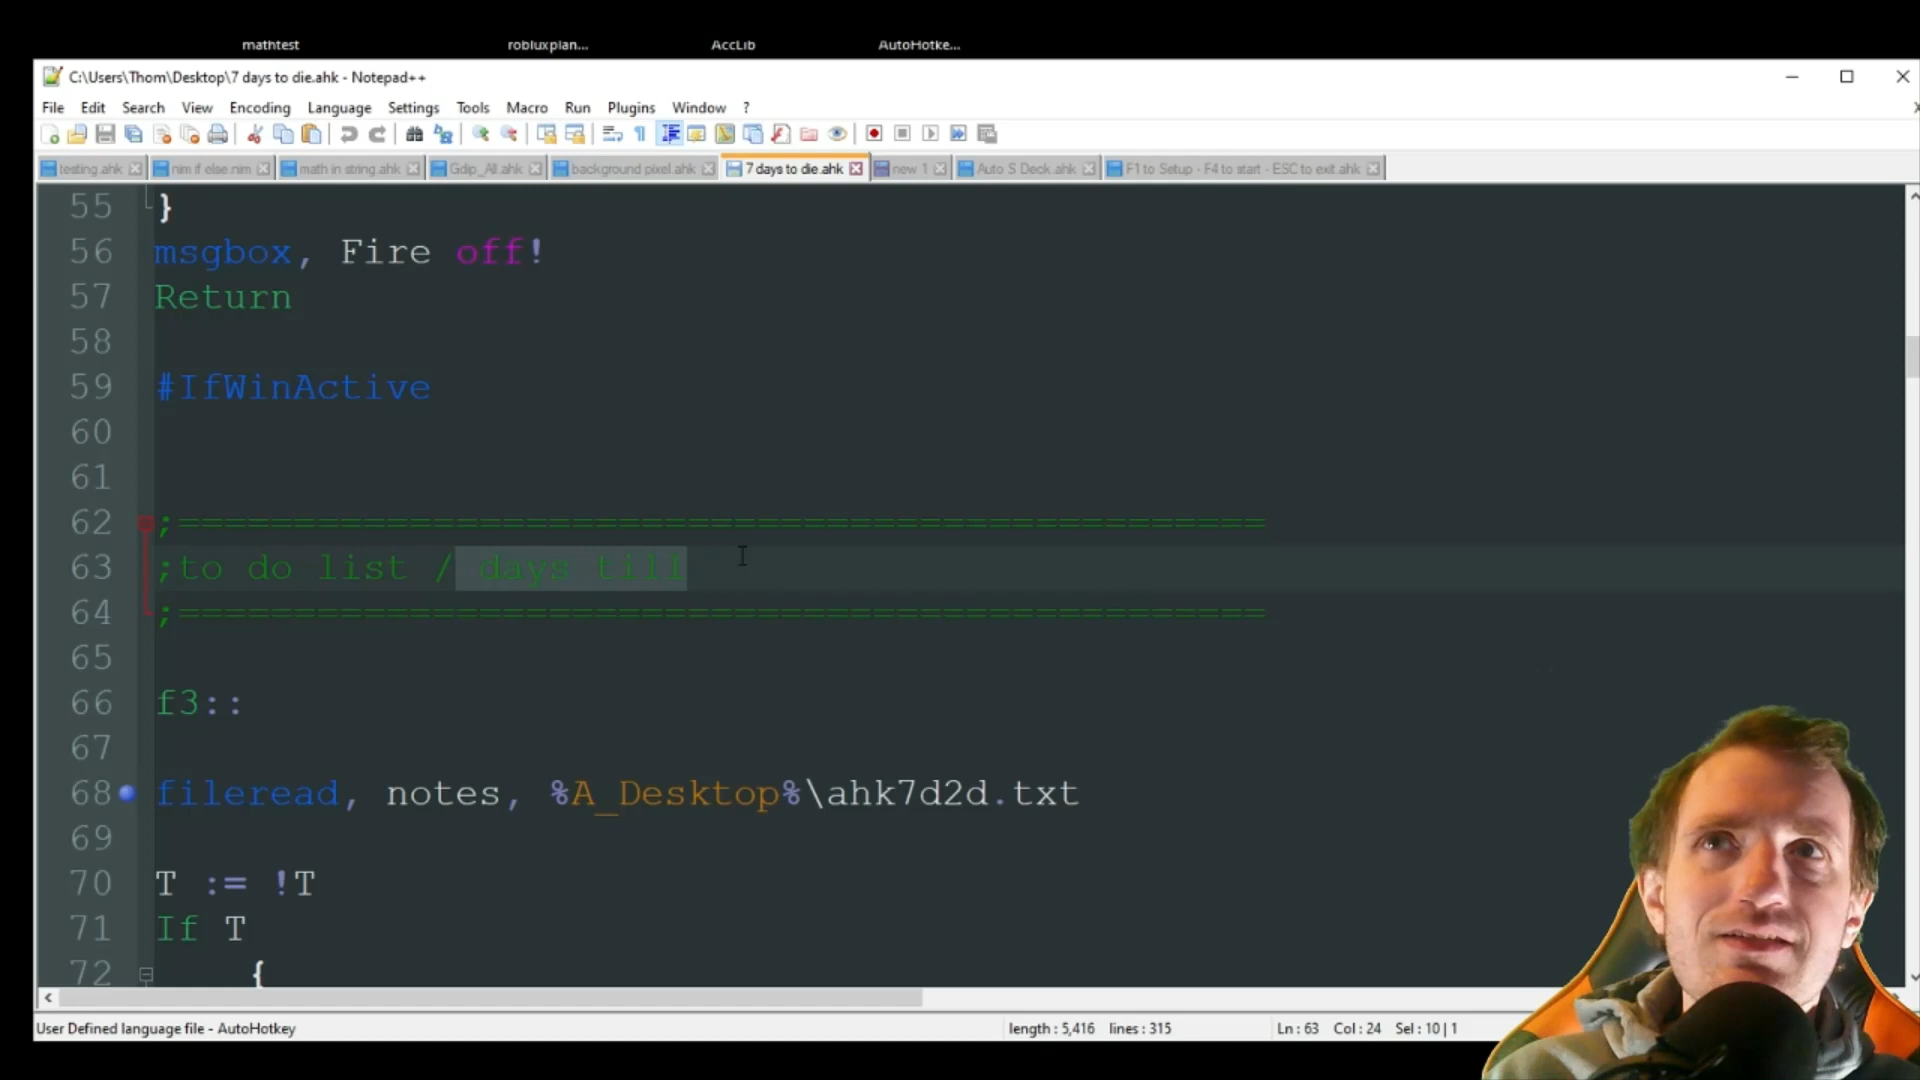 mathtest robluxplan... AccLib AutoHotke...
C:\Users\Thom\Desktop\7 days to die.ahk - Notepad++
File Edit Search View Encoding Language Settings Tools Macro Run Plugins Window ?
testing.ahk nim if else.nim math in string.ahk Gdip_All.ahk background pixel.ahk 7 days to die.ahk new 1 Auto S Deck.ahk F1 to Setup - F4 to start - ESC to exit.ahk
55 }
56 msgbox, Fire off!
57 Return
58
59 #IfWinActive
60
61
62 ;===============================================
63 ;to do list / days till
64 ;===============================================
65
66 f3::
67
68 fileread, notes, %A_Desktop%\ahk7d2d.txt
69
70 T := !T
71 If T
72 {
User Defined language file - AutoHotkey length : 5,416 lines : 315 Ln : 63 Col : 24 Sel : 10 | 1